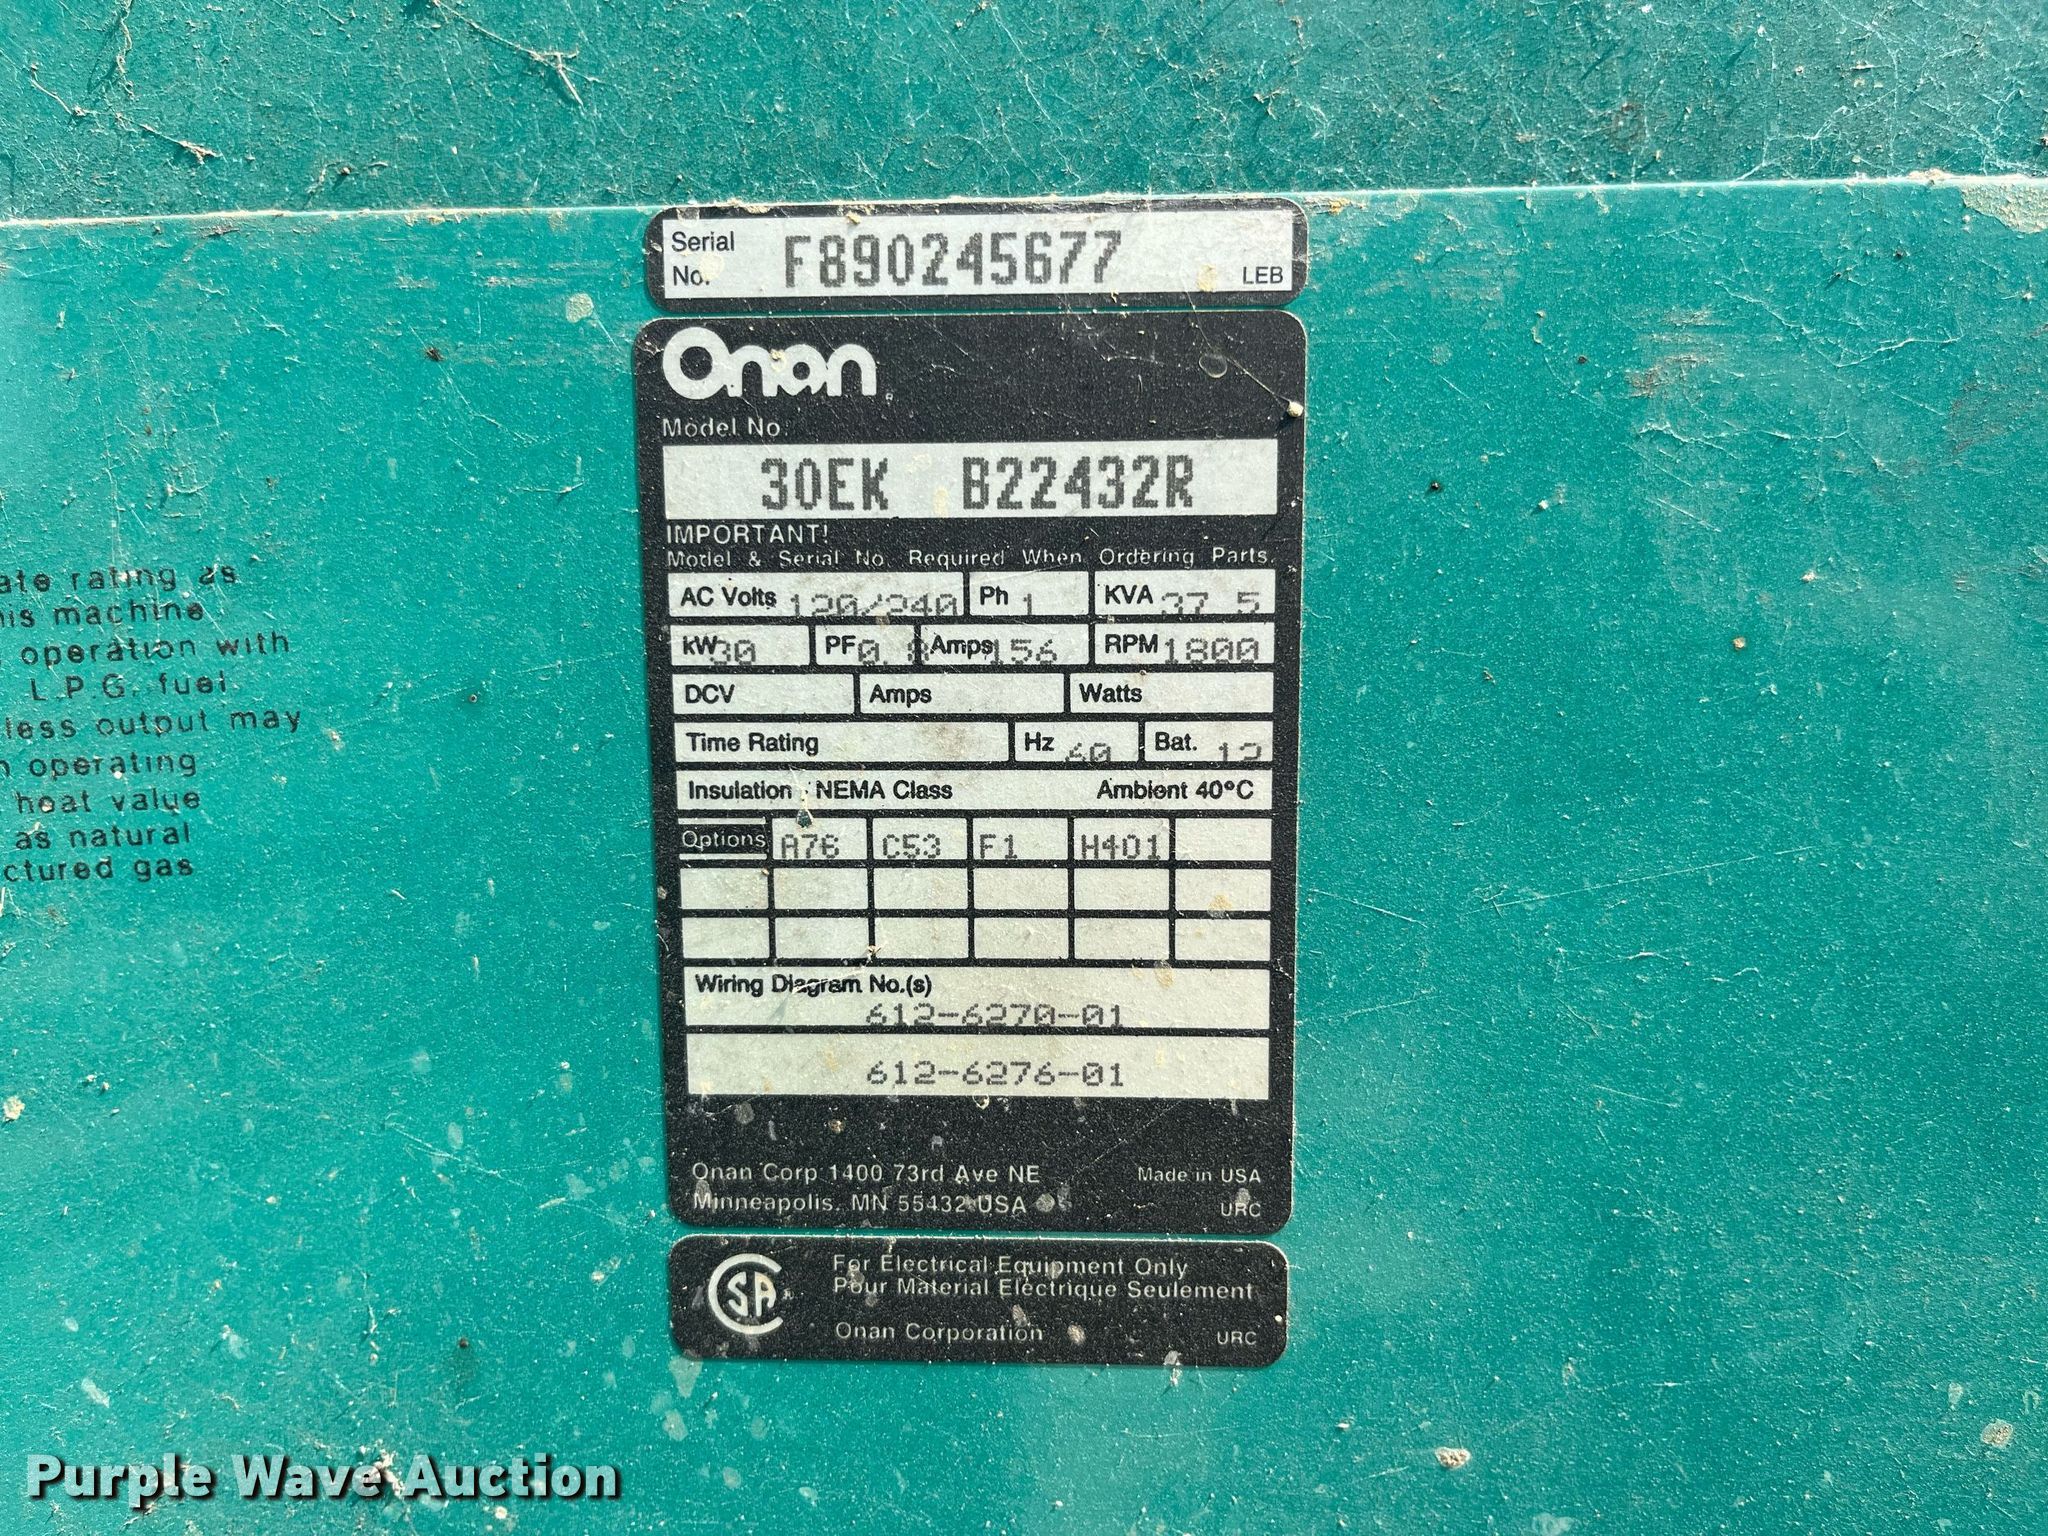 Serial No. F890245677 LEB
Onan
Model No.
30EK B22432R
IMPORTANT!
Model & Serial No. Required When Ordering Parts
AC Volts 120/240 Ph 1 KVA 37.5
kW 30 PF 0.8 Amps 156 RPM 1800
DCV Amps Watts
Time Rating Hz 60 Bat. 12
Insulation - NEMA Class Ambient 40°C
Options A76 C53 F1 H401
Wiring Diagram No.(s)
612-6270-01
612-6276-01
Onan Corp 1400 73rd Ave NE Made in USA
Minneapolis, MN 55432 USA URC
CSA
For Electrical Equipment Only
Pour Material Electrique Seulement
Onan Corporation URC
rating as
machine
operation with
L.P.G. fuel.
less output may
operating
heat value
as natural
gas
Purple Wave Auction